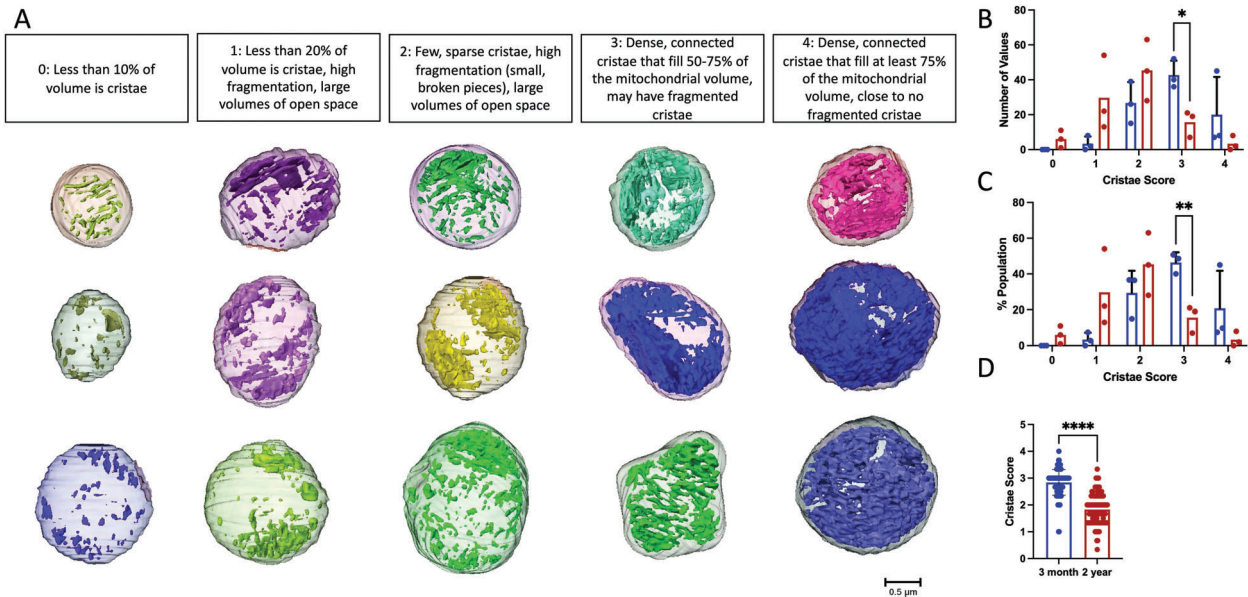 A
0: Less than 10% of
volume is cristae
1: Less than 20% of
volume is cristae, high
fragmentation, large
volumes of open space
2: Few, sparse cristae, high
fragmentation (small,
broken pieces), large
volumes of open space
3: Dense, connected
cristae that fill 50-75%
of the mitochondrial volume,
may have fragmented
cristae
4: Dense, connected
cristae that fill at least 75%
of the mitochondrial
volume, close to no
fragmented cristae
0.5 μm
B
Number of Values
80
60
40
20
0
*
0 1 2 3 4
Cristae Score
C
% Population
80
60
40
20
0
**
0 1 2 3 4
Cristae Score
D
Cristae Score
5
4
3
2
1
0
****
3 month 2 year